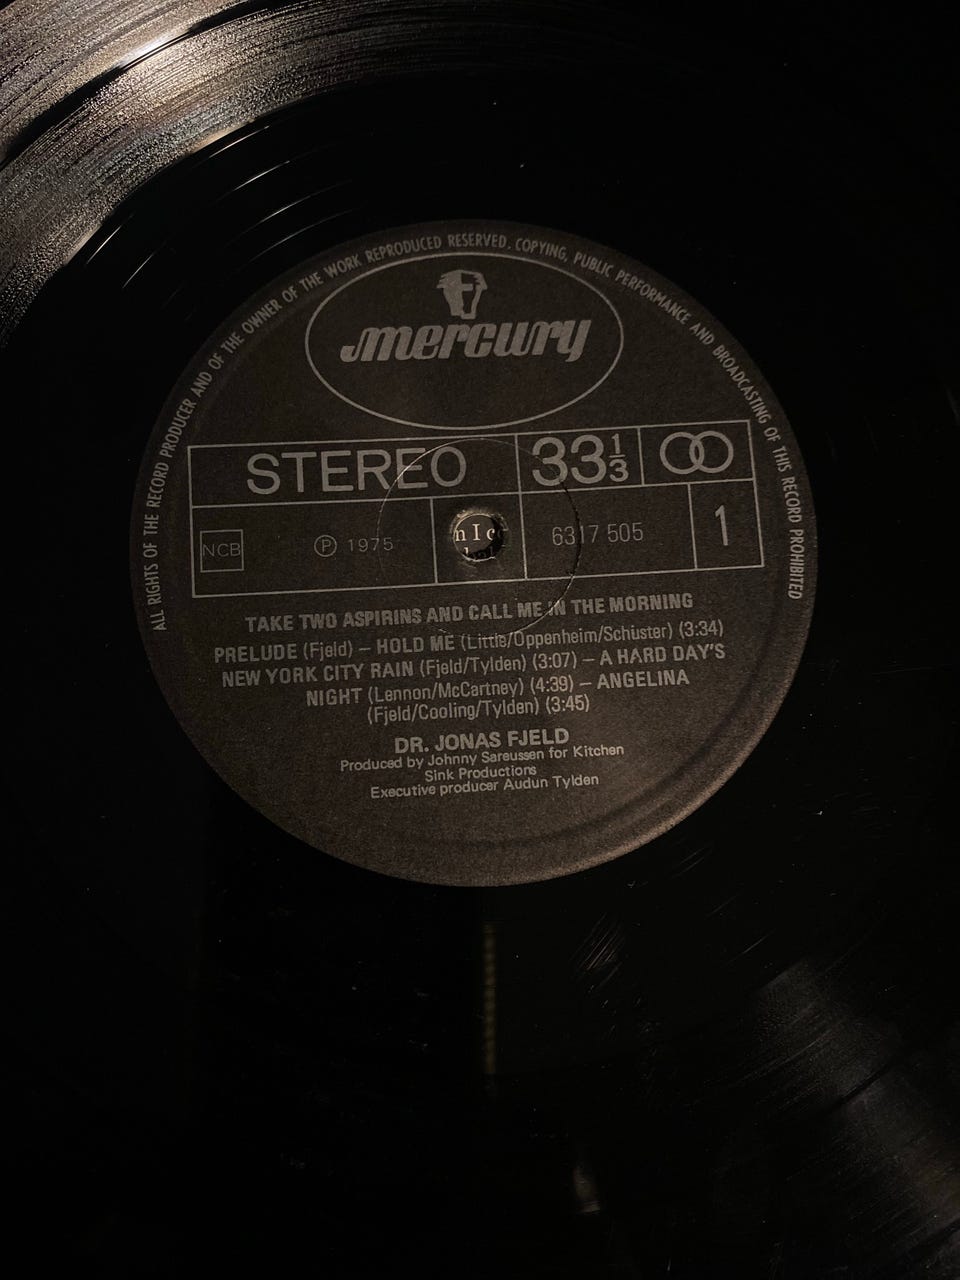 ALL RIGHTS OF THE RECORD PRODUCER AND OF THE OWNER OF THE WORK REPRODUCED RESERVED. COPYING, PUBLIC PERFORMANCE AND BROADCASTING OF THIS RECORD PROHIBITED
mercury
STEREO 33⅓
NCB ℗ 1975 6317 505 1
TAKE TWO ASPIRINS AND CALL ME IN THE MORNING
PRELUDE (Fjeld) – HOLD ME (Little/Oppenheim/Schuster) (3:34)
NEW YORK CITY RAIN (Fjeld/Tylden) (3:07) – A HARD DAY'S
NIGHT (Lennon/McCartney) (4:39) – ANGELINA
(Fjeld/Cooling/Tylden) (3:45)
DR. JONAS FJELD
Produced by Johnny Sareussen for Kitchen
Sink Productions
Executive producer Audun Tylden